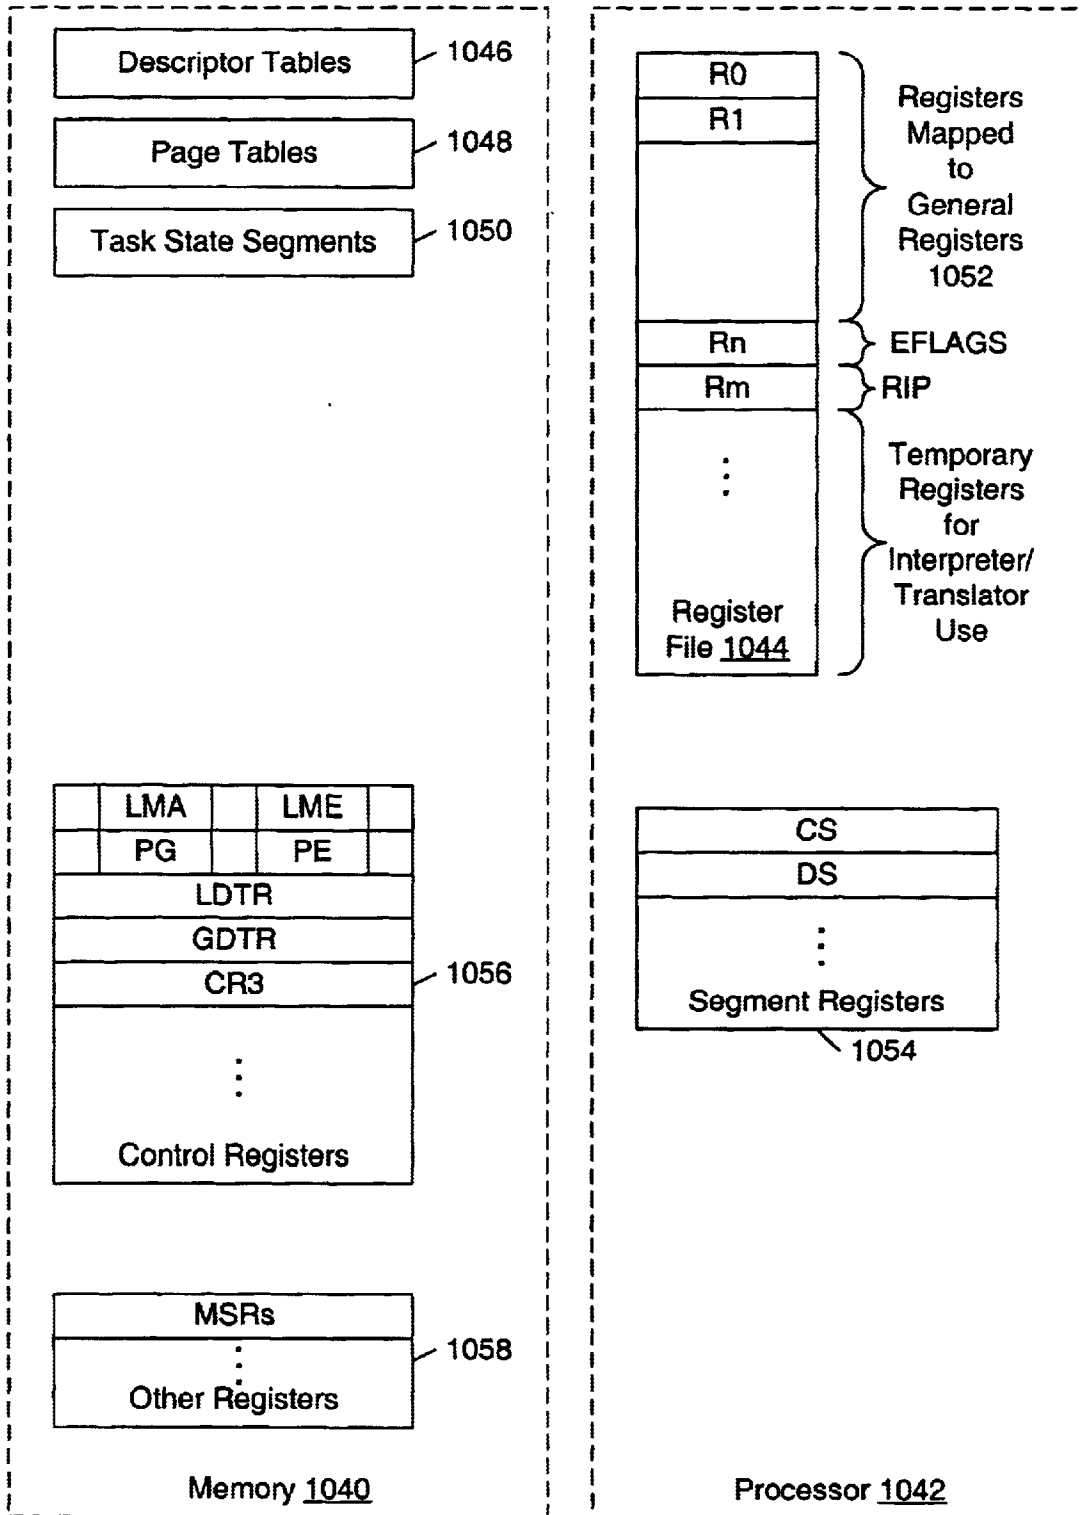 Descriptor Tables
1046
Page Tables
1048
Task State Segments
1050
LMA
LME
PG
PE
LDTR
GDTR
CR3
1056
Control Registers
MSRs
Other Registers
1058
Memory 1040
R0
R1
Registers
Mapped
to
General
Registers
1052
Rn
EFLAGS
Rm
RIP
Temporary
Registers
for
Interpreter/
Translator
Use
Register
File 1044
CS
DS
Segment Registers
1054
Processor 1042